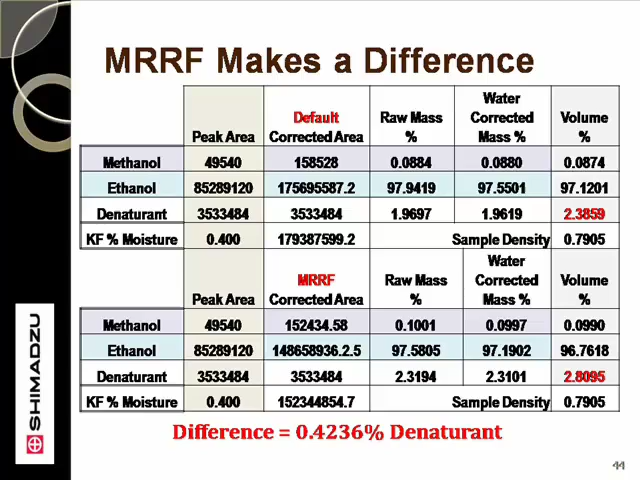 MRRF Makes a Difference
Peak Area Default Corrected Area Raw Mass % Water Corrected Mass % Volume %
Methanol 49540 158528 0.0884 0.0880 0.0874
Ethanol 85289120 175695587.2 97.9419 97.5501 97.1201
Denaturant 3533484 3533484 1.9697 1.9619 2.3859
KF % Moisture 0.400 179387599.2 Sample Density 0.7905
Peak Area MRRF Corrected Area Raw Mass % Water Corrected Mass % Volume %
Methanol 49540 152434.58 0.1001 0.0997 0.0990
Ethanol 85289120 148658936.2.5 97.5805 97.1902 96.7618
Denaturant 3533484 3533484 2.3194 2.3101 2.8095
KF % Moisture 0.400 152344854.7 Sample Density 0.7905
Difference = 0.4236% Denaturant
SHIMADZU
44